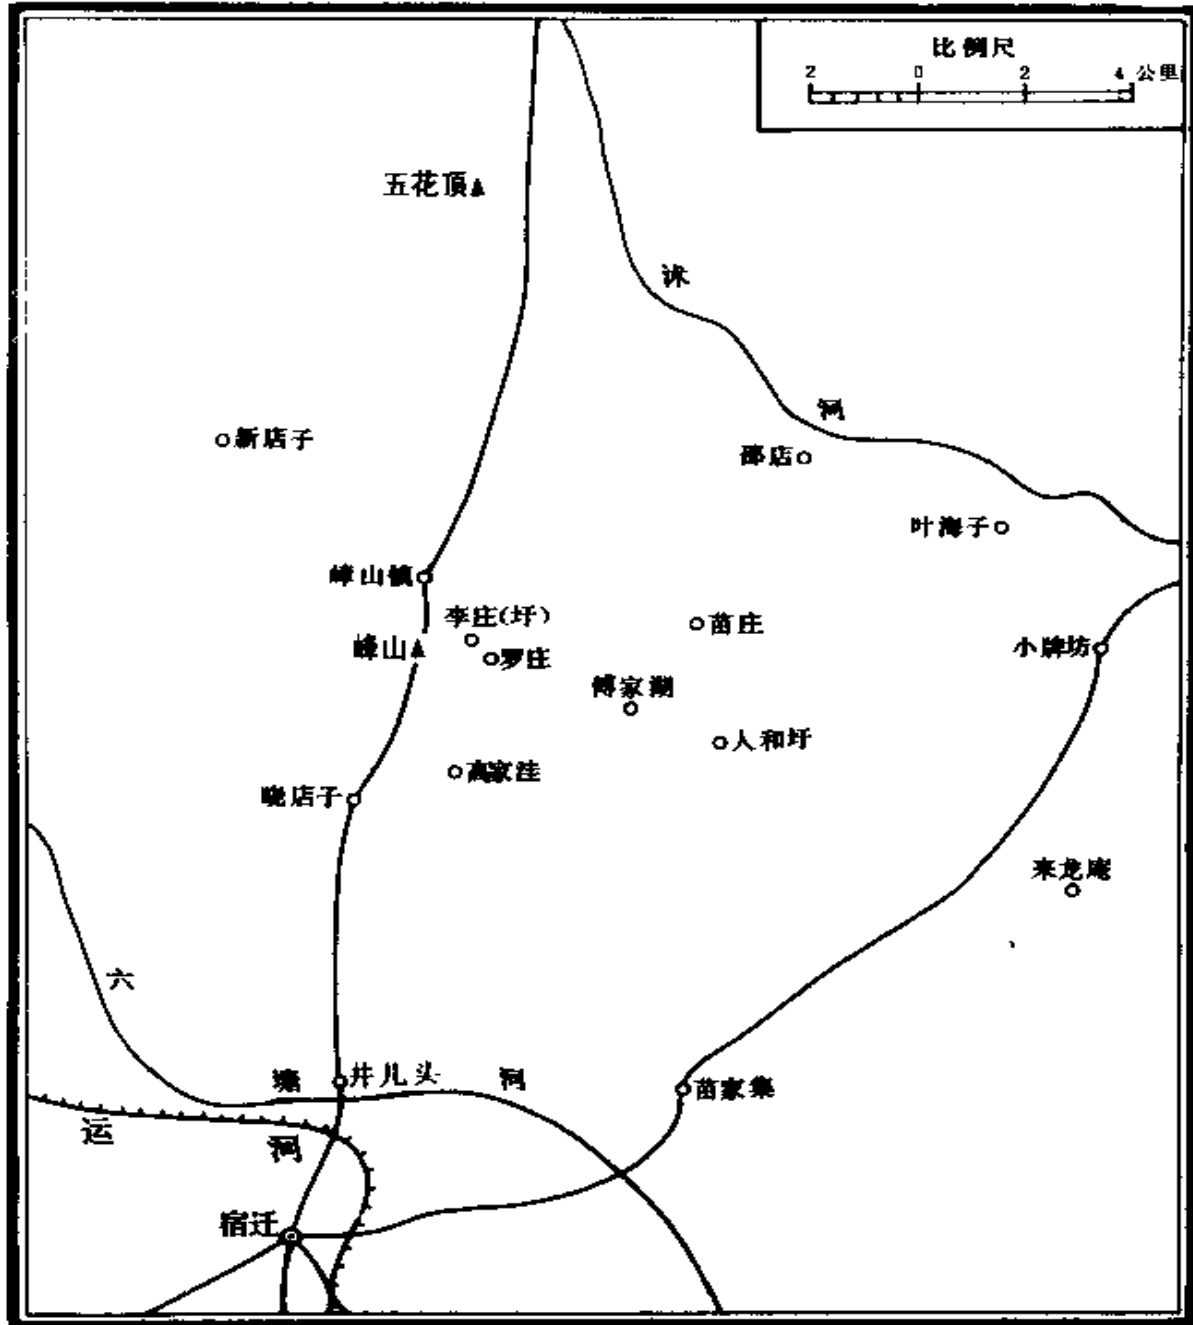 比例尺
2 0 2 4 公里
五花顶
沭
河
新店子
邵店
叶海子
嶂山镇
李庄(圩)
苗庄
嶂山
罗庄
小牌坊
傅家湖
人和圩
高家洼
晓店子
来龙庵
六
塘
井儿头
河
苗家集
运
河
宿迁